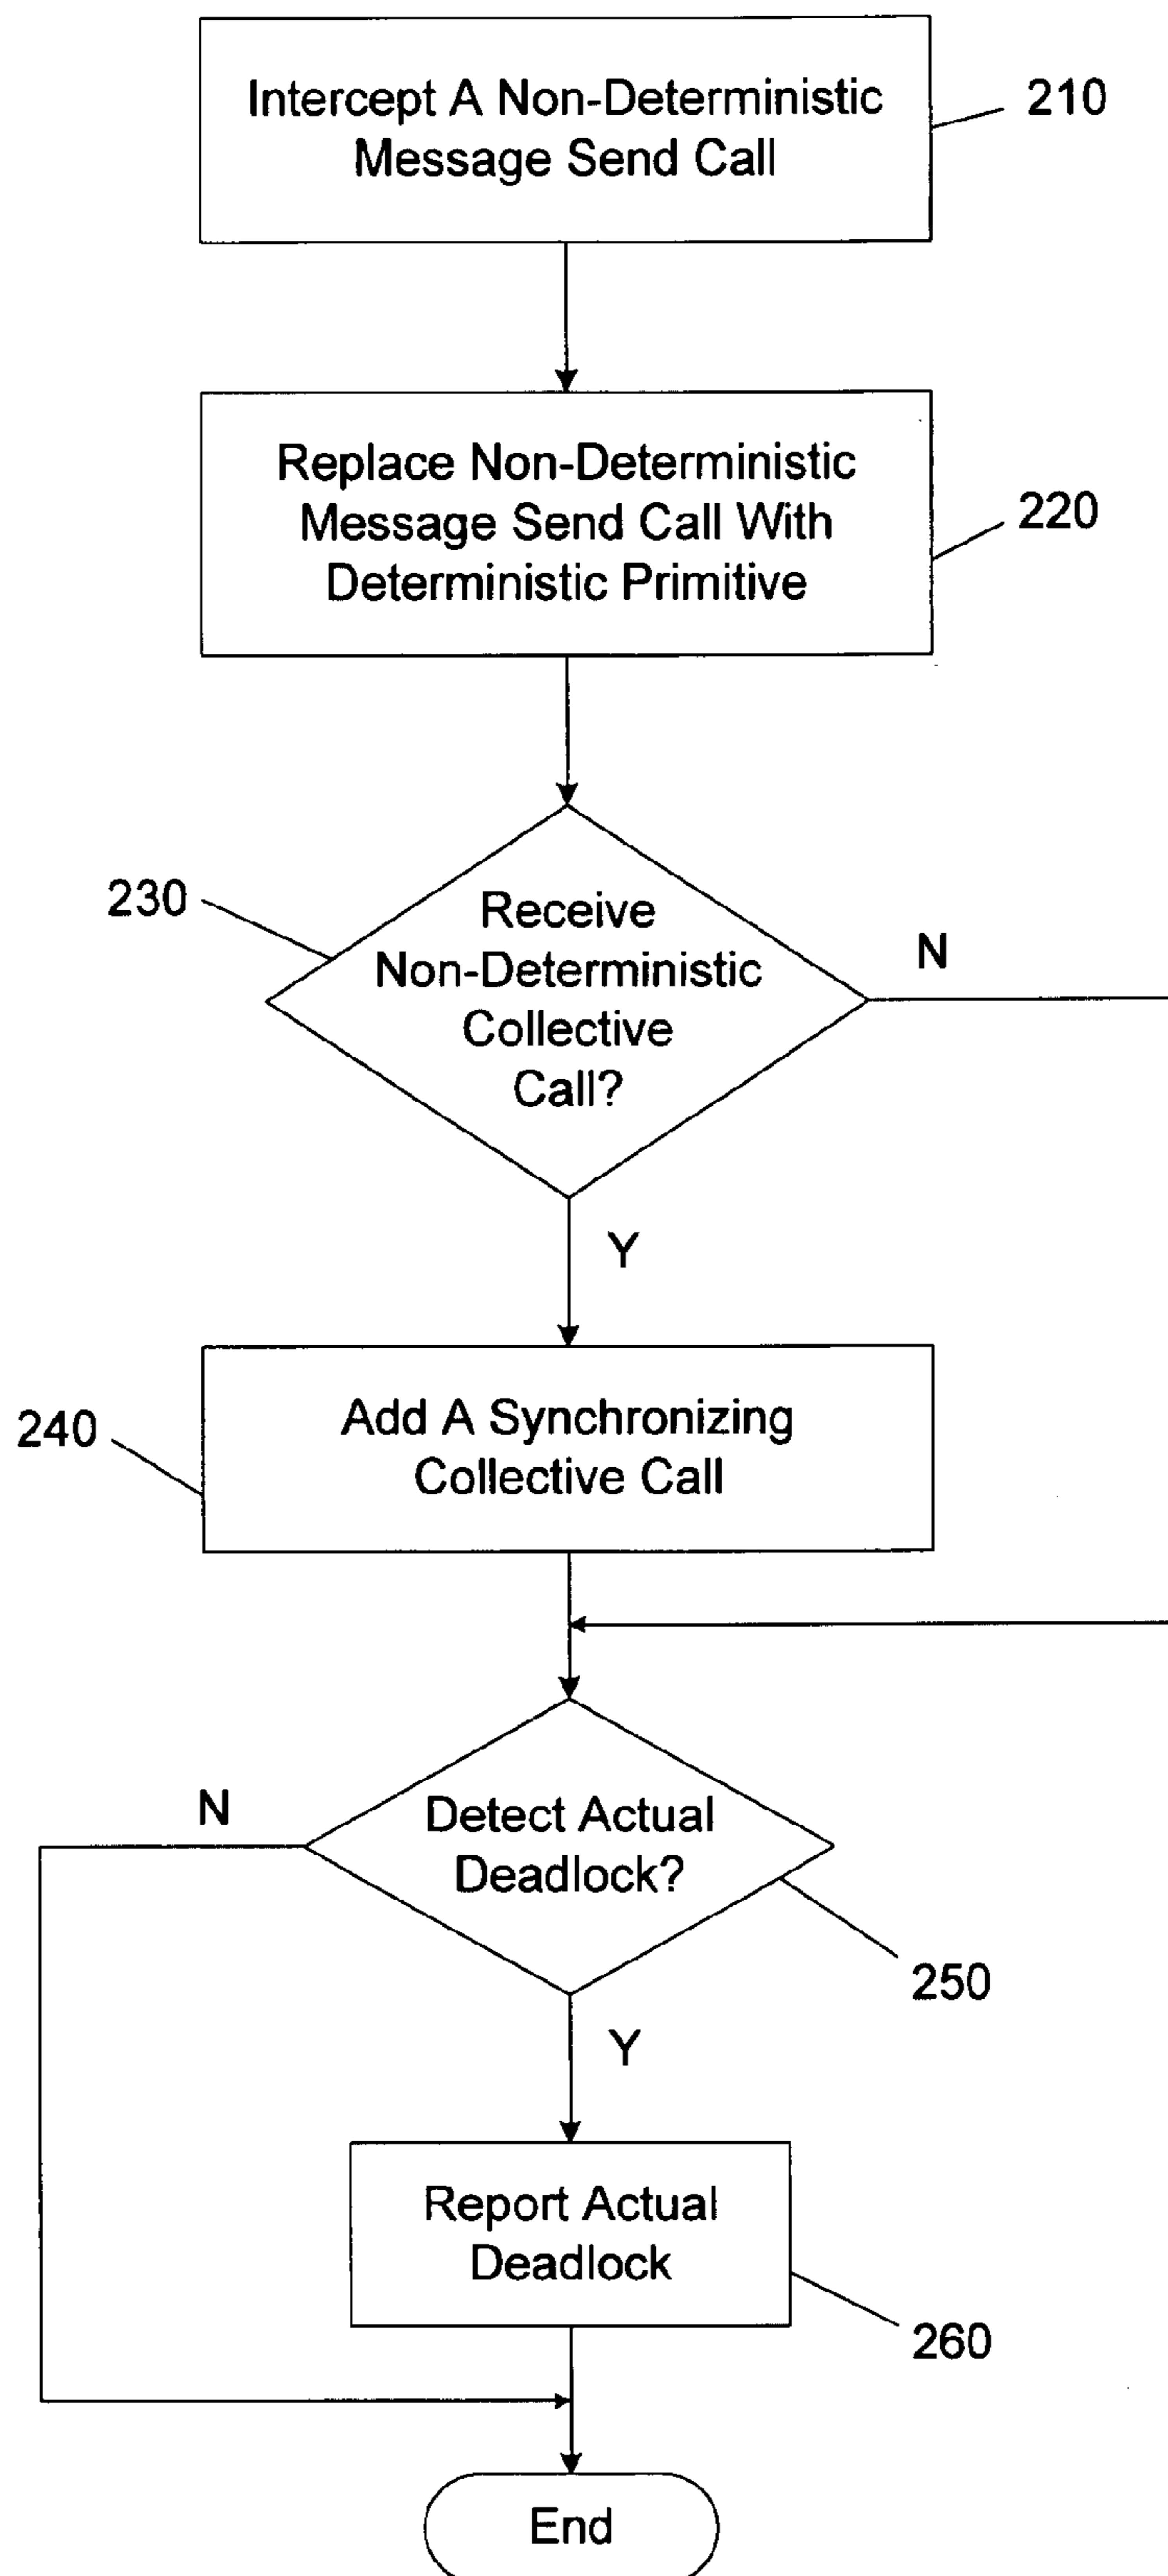 Intercept A Non-Deterministic
Message Send Call
210
Replace Non-Deterministic
Message Send Call With
Deterministic Primitive
220
230
Receive
Non-Deterministic
Collective
Call?
N
Y
240
Add A Synchronizing
Collective Call
N
Detect Actual
Deadlock?
250
Y
Report Actual
Deadlock
260
End